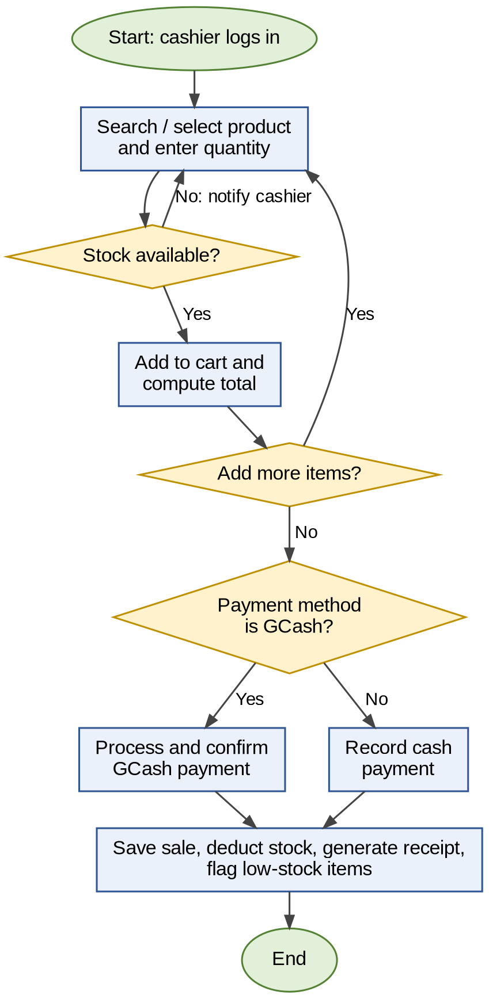 Start: cashier logs in
Search / select product
and enter quantity
No: notify cashier
Stock available?
Yes
Yes
Add to cart and
compute total
Add more items?
No
Payment method
is GCash?
Yes
No
Process and confirm
GCash payment
Record cash
payment
Save sale, deduct stock, generate receipt,
flag low-stock items
End